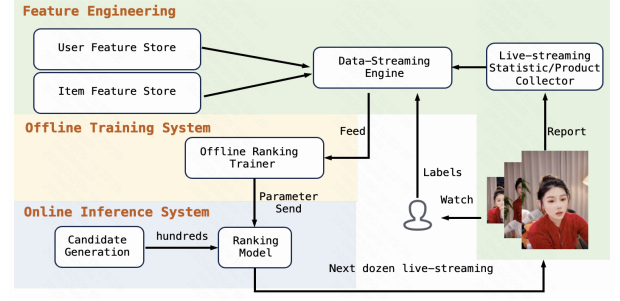 Feature Engineering
User Feature Store
Item Feature Store
Data-Streaming
Engine
Live-streaming
Statistic/Product
Collector
Offline Training System
Feed
Report
Offline Ranking
Trainer
Labels
Parameter
Send
Watch
Online Inference System
Candidate
Generation
hundreds
Ranking
Model
Next dozen live-streaming